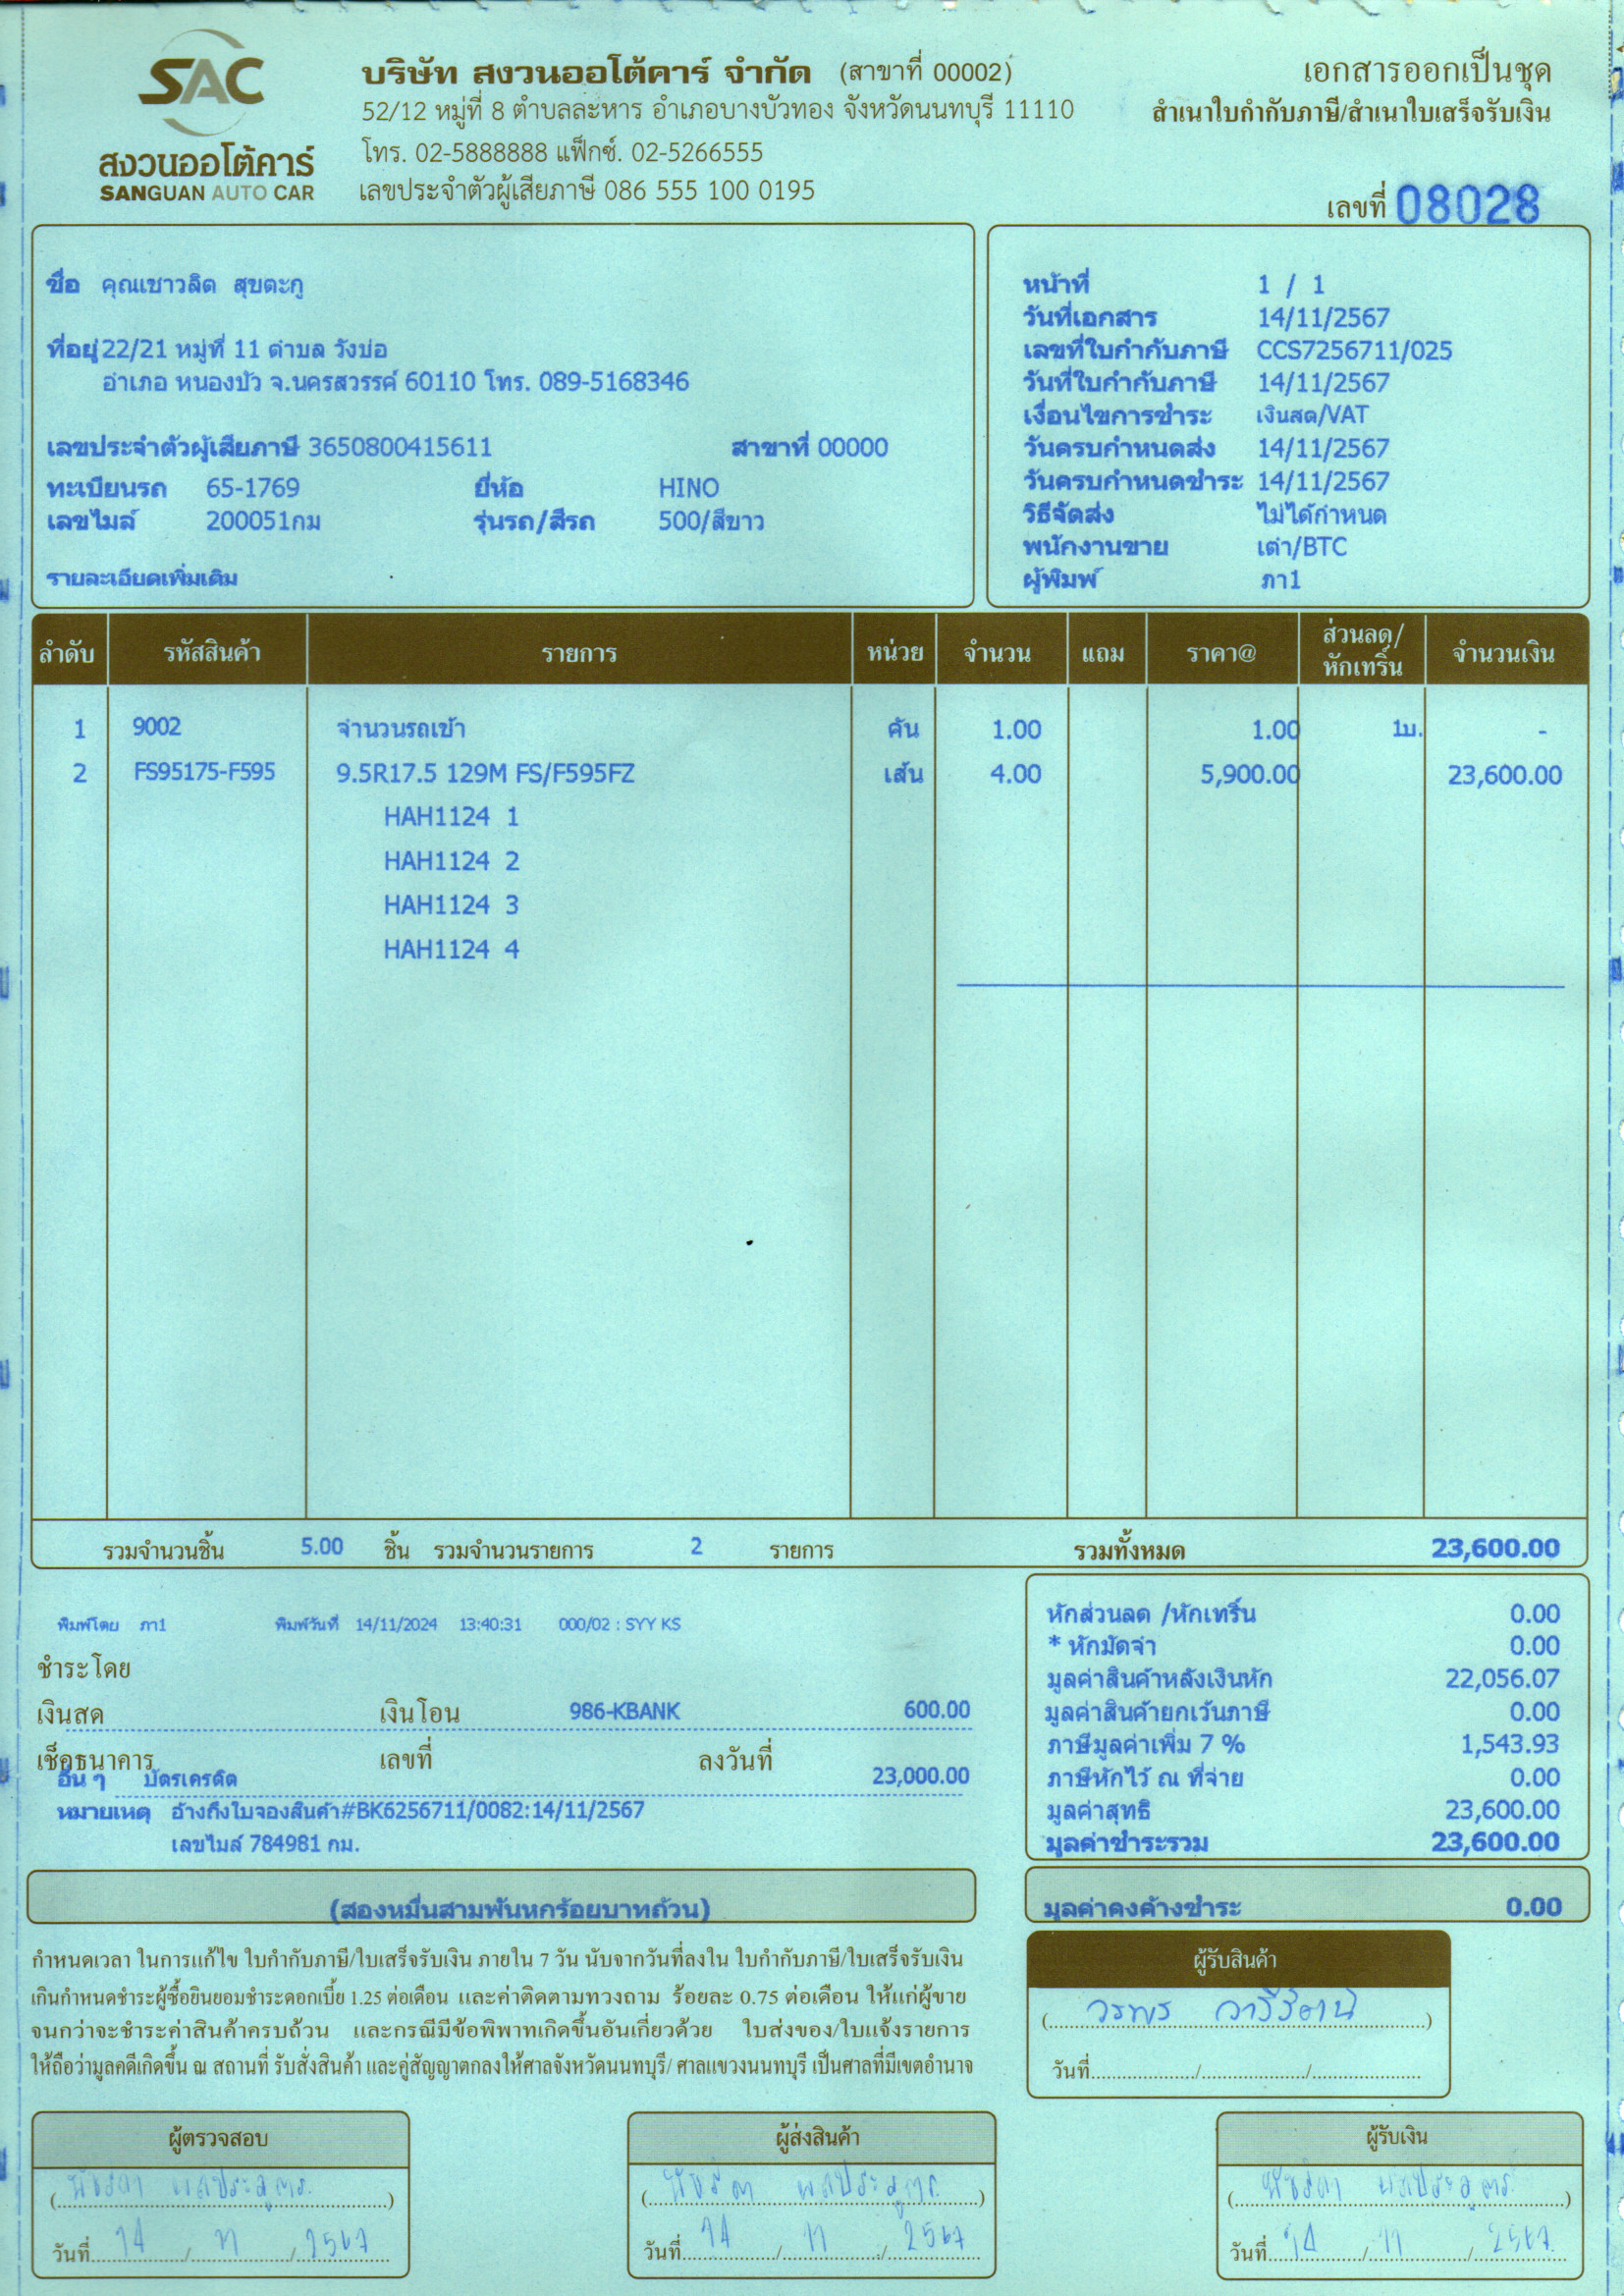 SAC
สงวนออโต้คาร์
SANGUAN AUTO CAR
บริษัท สงวนออโต้คาร์ จำกัด (สาขาที่ 00002)
52/12 หมู่ที่ 8 ตำบลละหาร อำเภอบางบัวทอง จังหวัดนนทบุรี 11110
โทร. 02-5888888 แฟ็กซ์. 02-5266555
เลขประจำตัวผู้เสียภาษี 086 555 100 0195
เอกสารออกเป็นชุด
สำเนาใบกำกับภาษี/สำเนาใบเสร็จรับเงิน
เลขที่ 08028
ชื่อ คุณเชาวลิต สุขตะกู
ที่อยู่ 22/21 หมู่ที่ 11 ตำบล วังบ่อ
อำเภอ หนองบัว จ.นครสวรรค์ 60110 โทร. 089-5168346
เลขประจำตัวผู้เสียภาษี 3650800415611 สาขาที่ 00000
ทะเบียนรถ 65-1769 ยี่ห้อ HINO
เลขไมล์ 200051กม รุ่นรถ/สีรถ 500/สีขาว
รายละเอียดเพิ่มเติม
หน้าที่ 1 / 1
วันที่เอกสาร 14/11/2567
เลขที่ใบกำกับภาษี CCS7256711/025
วันที่ใบกำกับภาษี 14/11/2567
เงื่อนไขการชำระ เงินสด/VAT
วันครบกำหนดส่ง 14/11/2567
วันครบกำหนดชำระ 14/11/2567
วิธีจัดส่ง ไม่ได้กำหนด
พนักงานขาย เต่า/BTC
ผู้พิมพ์ ภา1
ลำดับ รหัสสินค้า รายการ หน่วย จำนวน แถม ราคา@ ส่วนลด/หักเทริ์น จำนวนเงิน
1 9002 จำนวนรถเข้า คัน 1.00 1.00 1บ. -
2 FS95175-F595 9.5R17.5 129M FS/F595FZ เส้น 4.00 5,900.00 23,600.00
HAH1124 1
HAH1124 2
HAH1124 3
HAH1124 4
รวมจำนวนชิ้น 5.00 ชิ้น รวมจำนวนรายการ 2 รายการ รวมทั้งหมด 23,600.00
พิมพ์โดย ภา1 พิมพ์วันที่ 14/11/2024 13:40:31 000/02 : SYY KS
ชำระโดย
เงินสด เงินโอน 986-KBANK 600.00
เช็คธนาคาร เลขที่ ลงวันที่
อื่น ๆ บัตรเครดิต 23,000.00
หมายเหตุ อ้างถึงใบจองสินค้า#BK6256711/0082:14/11/2567
เลขไมล์ 784981 กม.
หักส่วนลด /หักเทริ์น 0.00
* หักมัดจำ 0.00
มูลค่าสินค้าหลังเงินหัก 22,056.07
มูลค่าสินค้ายกเว้นภาษี 0.00
ภาษีมูลค่าเพิ่ม 7 % 1,543.93
ภาษีหักไว้ ณ ที่จ่าย 0.00
มูลค่าสุทธิ 23,600.00
มูลค่าชำระรวม 23,600.00
(สองหมื่นสามพันหกร้อยบาทถ้วน)
มูลค่าคงค้างชำระ 0.00
กำหนดเวลา ในการแก้ไข ใบกำกับภาษี/ใบเสร็จรับเงิน ภายใน 7 วัน นับจากวันที่ลงใน ใบกำกับภาษี/ใบเสร็จรับเงิน
เกินกำหนดชำระผู้ซื้อยินยอมชำระดอกเบี้ย 1.25 ต่อเดือน และค่าติดตามทวงถาม ร้อยละ 0.75 ต่อเดือน ให้แก่ผู้ขาย
จนกว่าจะชำระค่าสินค้าครบถ้วน และกรณีมีข้อพิพาทเกิดขึ้นอันเกี่ยวด้วย ใบส่งของ/ใบแจ้งรายการ
ให้ถือว่ามูลคดีเกิดขึ้น ณ สถานที่ รับสั่งสินค้า และคู่สัญญาตกลงให้ศาลจังหวัดนนทบุรี/ ศาลแขวงนนทบุรี เป็นศาลที่มีเขตอำนาจ
ผู้รับสินค้า
วรพร
วันที่ / /
ผู้ตรวจสอบ
วันที่ 14 / 11 / 2567
ผู้ส่งสินค้า
วันที่ 14 / 11 / 2567
ผู้รับเงิน
วันที่ 14 / 11 / 2567